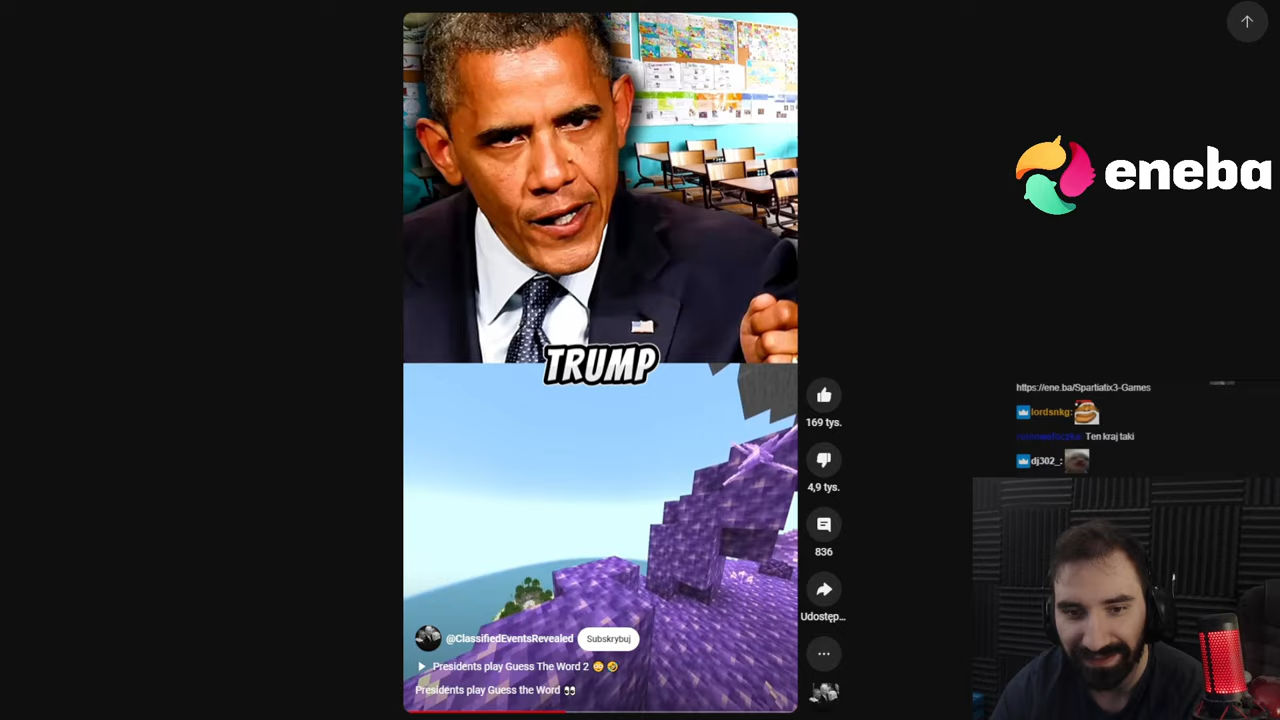 eneba
TRUMP
169 tys.
4,9 tys.
836
Udostęp...
@ClassifiedEventsRevealed
Subskrybuj
Presidents play Guess The Word 2 😳 🤣
Presidents play Guess the Word 👀
https://ene.ba/Spartiatix3-Games
lordsnkg:
Ten kraj taki
dj302_: